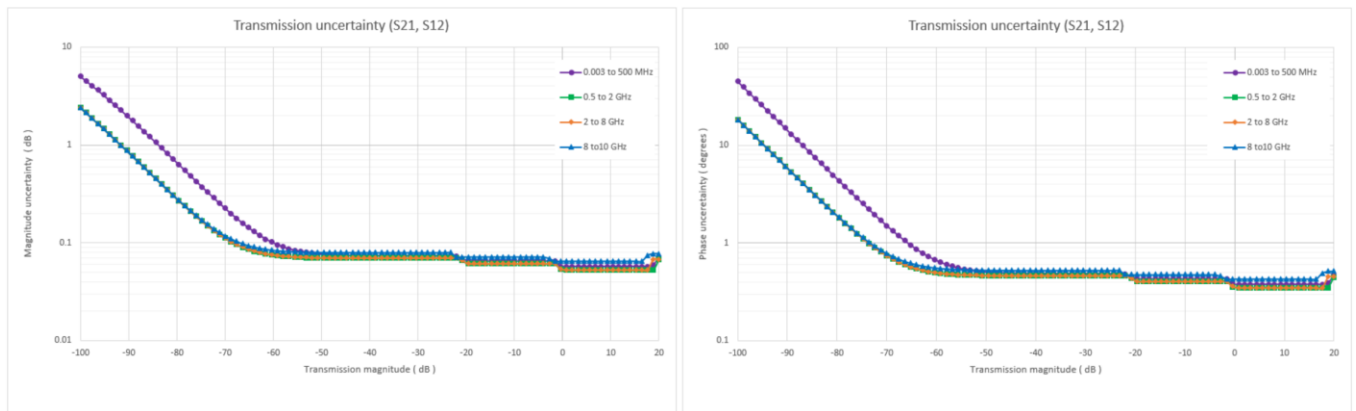 Transmission uncertainty (S21, S12)
10
1
0.1
0.01
Magnitude uncertainty ( dB )
0.003 to 500 MHz
0.5 to 2 GHz
2 to 8 GHz
8 to10 GHz
-100 -90 -80 -70 -60 -50 -40 -30 -20 -10 0 10 20
Transmission magnitude ( dB )
Transmission uncertainty (S21, S12)
100
10
1
0.1
Phase unceretainty ( degrees )
0.003 to 500 MHz
0.5 to 2 GHz
2 to 8 GHz
8 to10 GHz
-100 -90 -80 -70 -60 -50 -40 -30 -20 -10 0 10 20
Transmission magnitude ( dB )